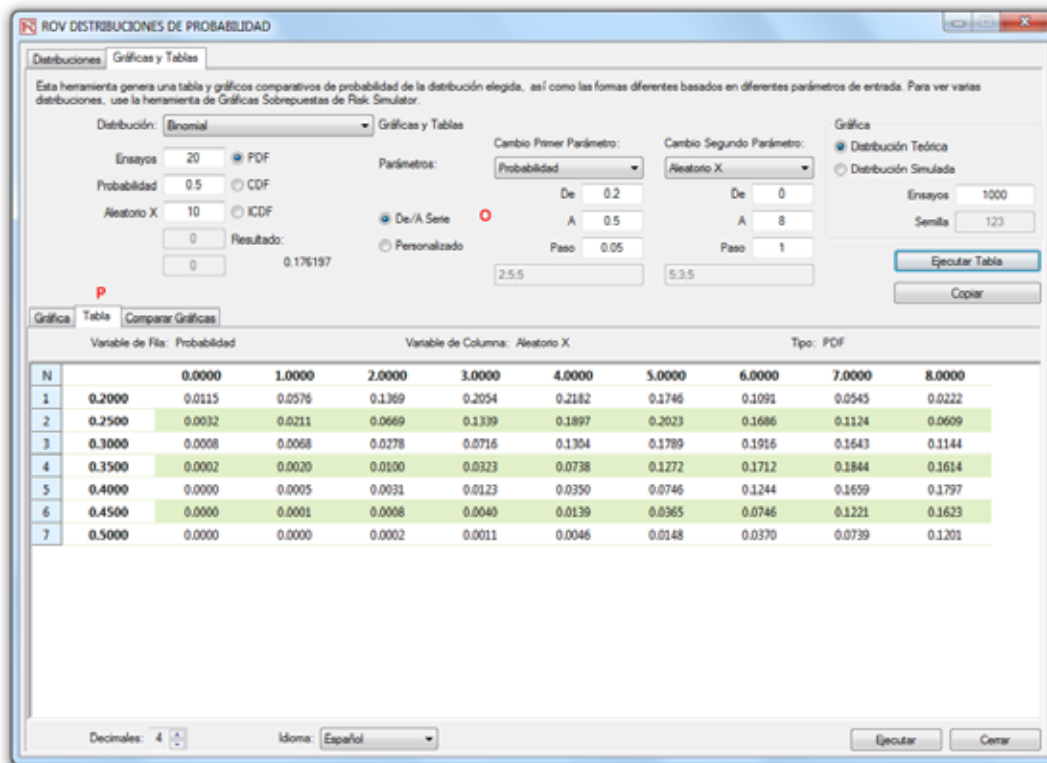 ROV DISTRIBUCIONES DE PROBABILIDAD
Distribuciones Gráficas y Tablas
Esta herramienta genera una tabla y gráficos comparativos de probabilidad de la distribución elegida, así como las formas diferentes basados en diferentes parámetros de entrada. Para ver varias
distribuciones, use la herramienta de Gráficas Sobrepuestas de Risk Simulator.
Distribución: Binomial Gráficas y Tablas Gráfica
Cambio Primer Parámetro: Cambio Segundo Parámetro: Distribución Teórica
Ensayos 20 PDF Parámetros: Probabilidad Aleatorio X Distribución Simulada
Probabilidad 0.5 CDF De 0.2 De 0 Ensayos 1000
Aleatorio X 10 ICDF De/A Serie O A 0.5 A 8 Semilla 123
0 Resultado: Personalizado Paso 0.05 Paso 1
0 0.176197 2;5;5 5;3;5 Ejecutar Tabla
P Copiar
Gráfica Tabla Comparar Gráficas
Variable de Fila: Probabilidad Variable de Columna: Aleatorio X Tipo: PDF
N 0.0000 1.0000 2.0000 3.0000 4.0000 5.0000 6.0000 7.0000 8.0000
1 0.2000 0.0115 0.0576 0.1369 0.2054 0.2182 0.1746 0.1091 0.0545 0.0222
2 0.2500 0.0032 0.0211 0.0669 0.1339 0.1897 0.2023 0.1686 0.1124 0.0609
3 0.3000 0.0008 0.0068 0.0278 0.0716 0.1304 0.1789 0.1916 0.1643 0.1144
4 0.3500 0.0002 0.0020 0.0100 0.0323 0.0738 0.1272 0.1712 0.1844 0.1614
5 0.4000 0.0000 0.0005 0.0031 0.0123 0.0350 0.0746 0.1244 0.1659 0.1797
6 0.4500 0.0000 0.0001 0.0008 0.0040 0.0139 0.0365 0.0746 0.1221 0.1623
7 0.5000 0.0000 0.0000 0.0002 0.0011 0.0046 0.0148 0.0370 0.0739 0.1201
Decimales: 4 Idioma: Español Ejecutar Cerrar